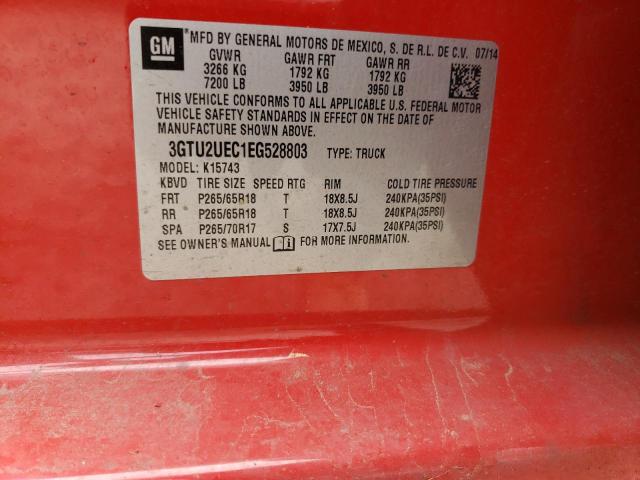 GM MFD BY GENERAL MOTORS DE MEXICO, S. DE R.L. DE C.V. 07/14
GVWR GAWR FRT GAWR RR
3266 KG 1792 KG 1792 KG
7200 LB 3950 LB 3950 LB
THIS VEHICLE CONFORMS TO ALL APPLICABLE U.S. FEDERAL MOTOR
VEHICLE SAFETY STANDARDS IN EFFECT ON THE DATE OF
MANUFACTURE SHOWN ABOVE.
3GTU2UEC1EG528803 TYPE: TRUCK
MODEL: K15743
KBVD TIRE SIZE SPEED RTG RIM COLD TIRE PRESSURE
FRT P265/65R18 T 18X8.5J 240KPA(35PSI)
RR P265/65R18 T 18X8.5J 240KPA(35PSI)
SPA P265/70R17 S 17X7.5J 240KPA(35PSI)
SEE OWNER'S MANUAL FOR MORE INFORMATION.